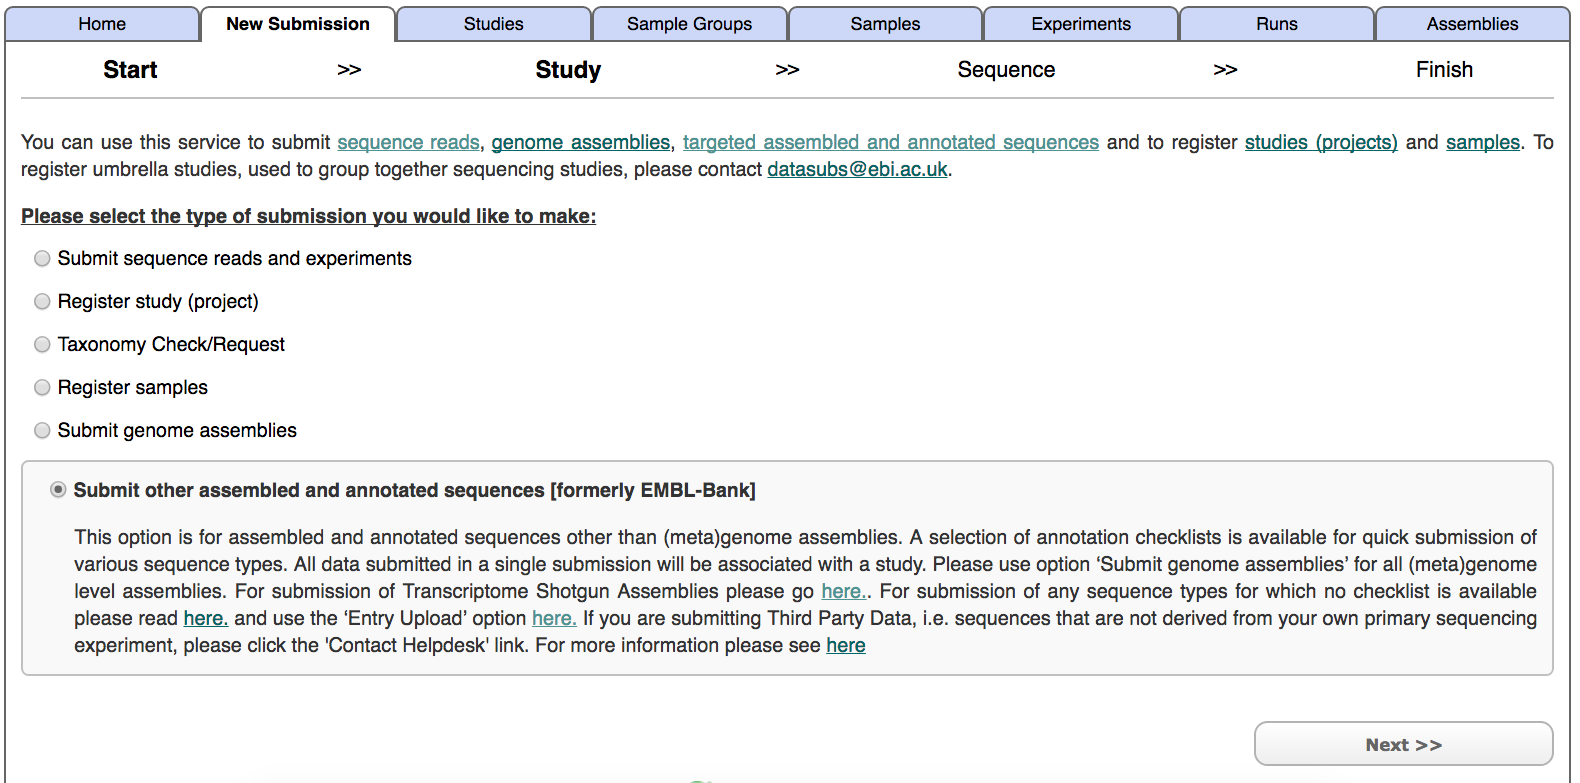 Home New Submission Studies Sample Groups Samples Experiments Runs Assemblies
Start >> Study >> Sequence >> Finish
You can use this service to submit sequence reads, genome assemblies, targeted assembled and annotated sequences and to register studies (projects) and samples. To
register umbrella studies, used to group together sequencing studies, please contact datasubs@ebi.ac.uk.
Please select the type of submission you would like to make:
Submit sequence reads and experiments
Register study (project)
Taxonomy Check/Request
Register samples
Submit genome assemblies
Submit other assembled and annotated sequences [formerly EMBL-Bank]
This option is for assembled and annotated sequences other than (meta)genome assemblies. A selection of annotation checklists is available for quick submission of
various sequence types. All data submitted in a single submission will be associated with a study. Please use option ‘Submit genome assemblies’ for all (meta)genome
level assemblies. For submission of Transcriptome Shotgun Assemblies please go here.. For submission of any sequence types for which no checklist is available
please read here. and use the ‘Entry Upload’ option here. If you are submitting Third Party Data, i.e. sequences that are not derived from your own primary sequencing
experiment, please click the 'Contact Helpdesk' link. For more information please see here
Next >>